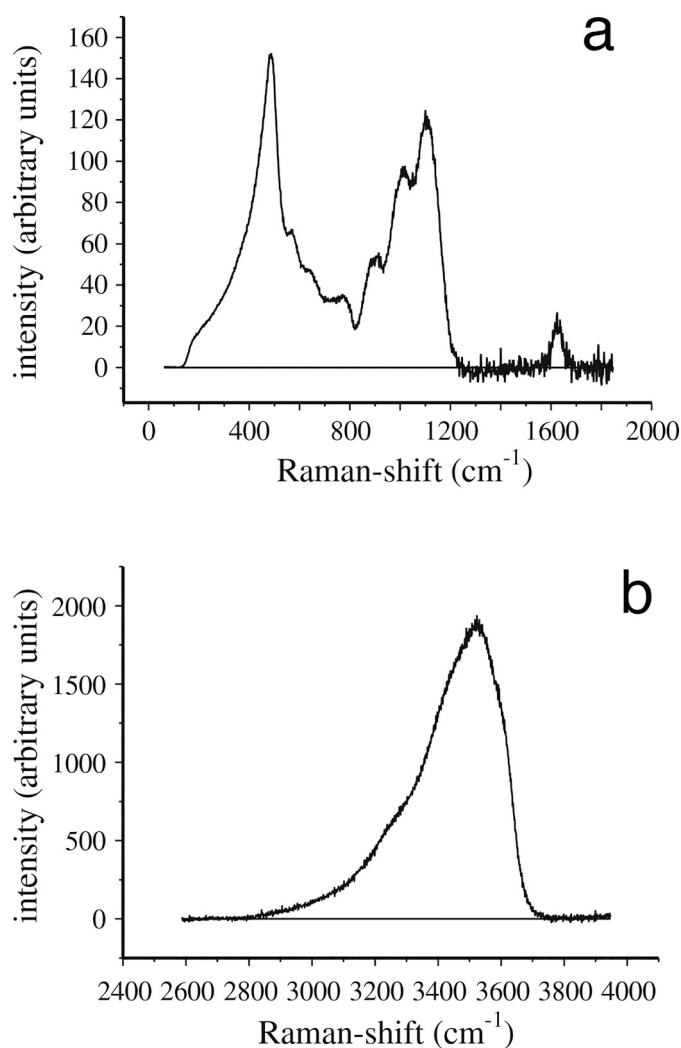 a
160
140
120
100
80
60
40
20
0
intensity (arbitrary units)
0 400 800 1200 1600 2000
Raman-shift (cm⁻¹)
b
2000
1500
1000
500
0
intensity (arbitrary units)
2400 2600 2800 3000 3200 3400 3600 3800 4000
Raman-shift (cm⁻¹)